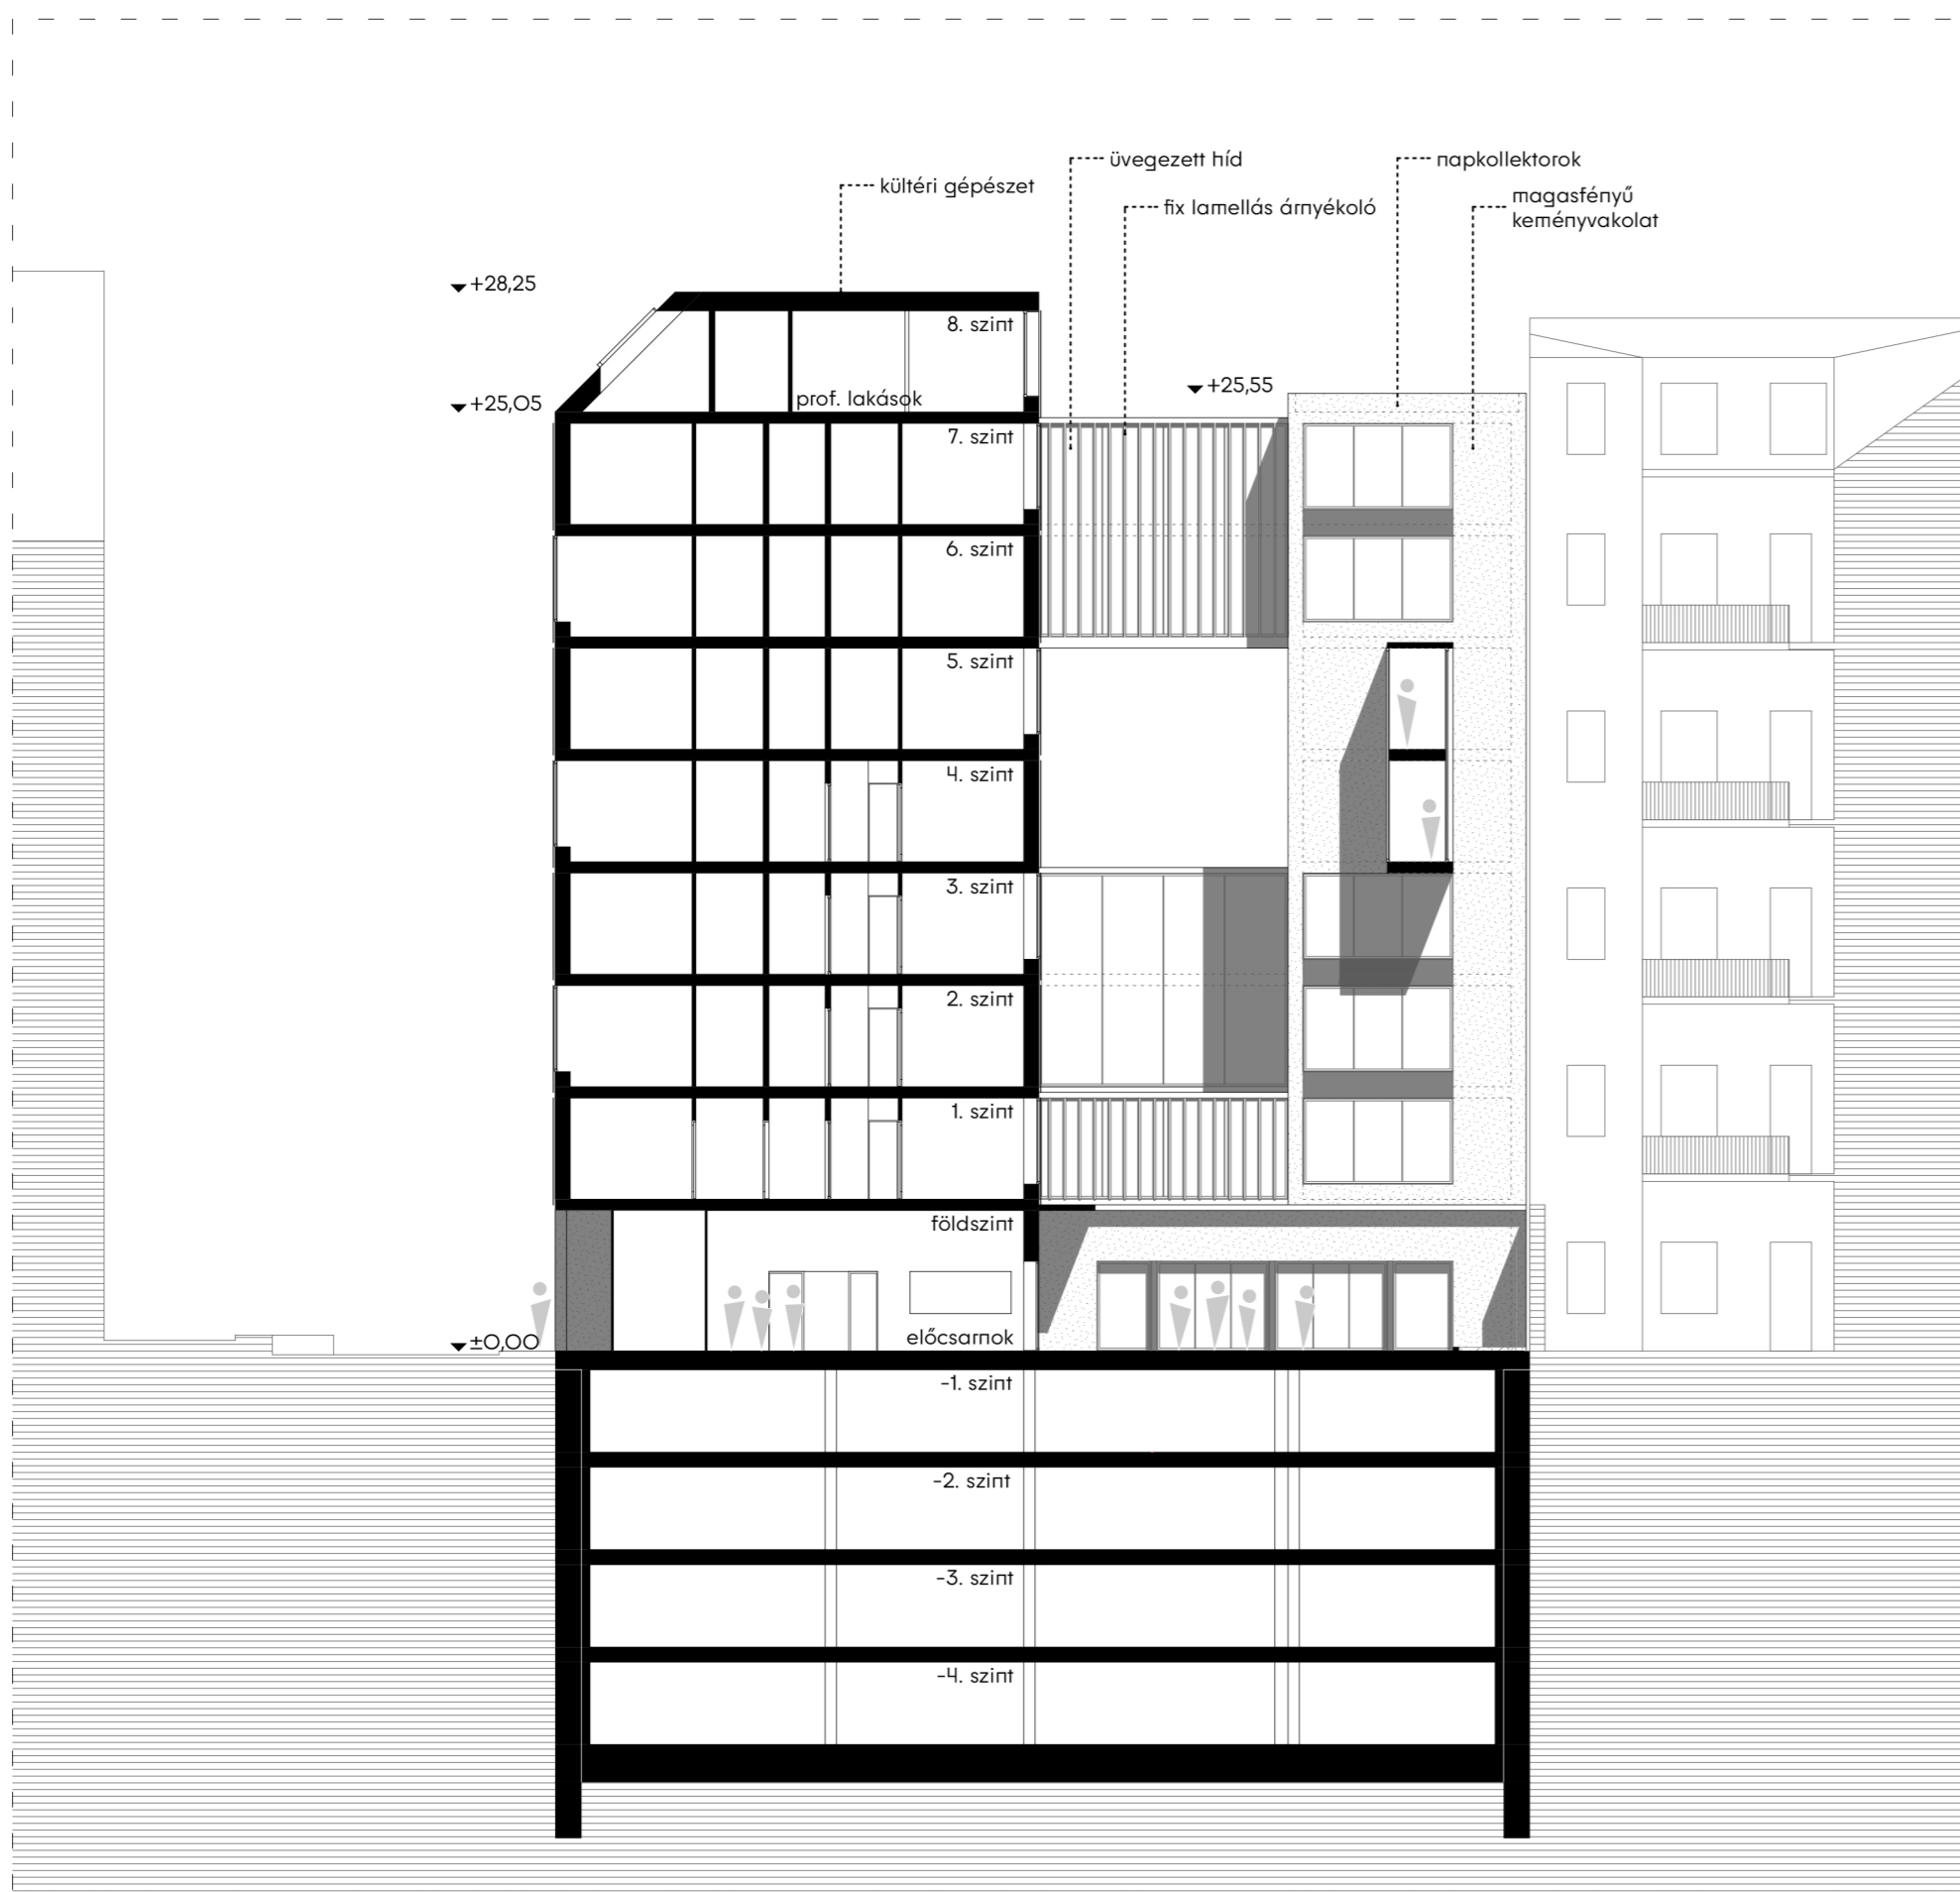 üvegezett híd
napkollektorok
kültéri gépészet
fix lamellás árnyékoló
magasfényű
keményvakolat
+28,25
8. szint
+25,55
+25,05
prof. lakások
7. szint
6. szint
5. szint
4. szint
3. szint
2. szint
1. szint
földszint
előcsarnok
±0,00
-1. szint
-2. szint
-3. szint
-4. szint